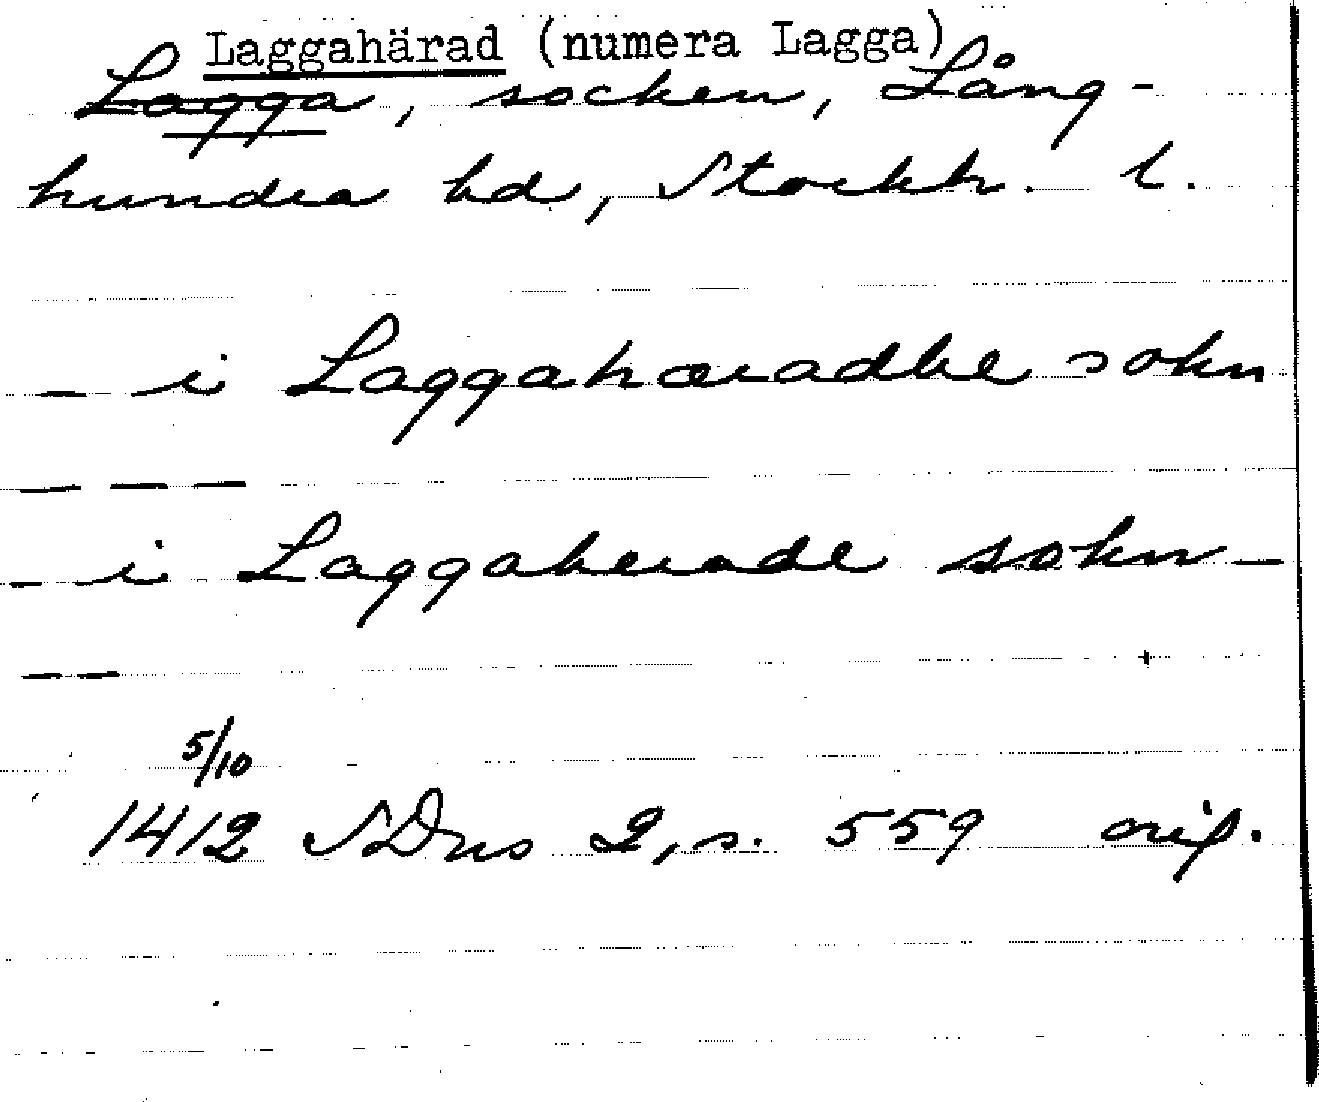 Laggahärad (numera Lagga)
Lagga, socken, Lång-
hundra hd, Stockh. l.
– i Laggahæradhe sokn
– – –
– i Laggaherade sokn –
– –
5/10
1412 SDns 2, s. 559 orig.